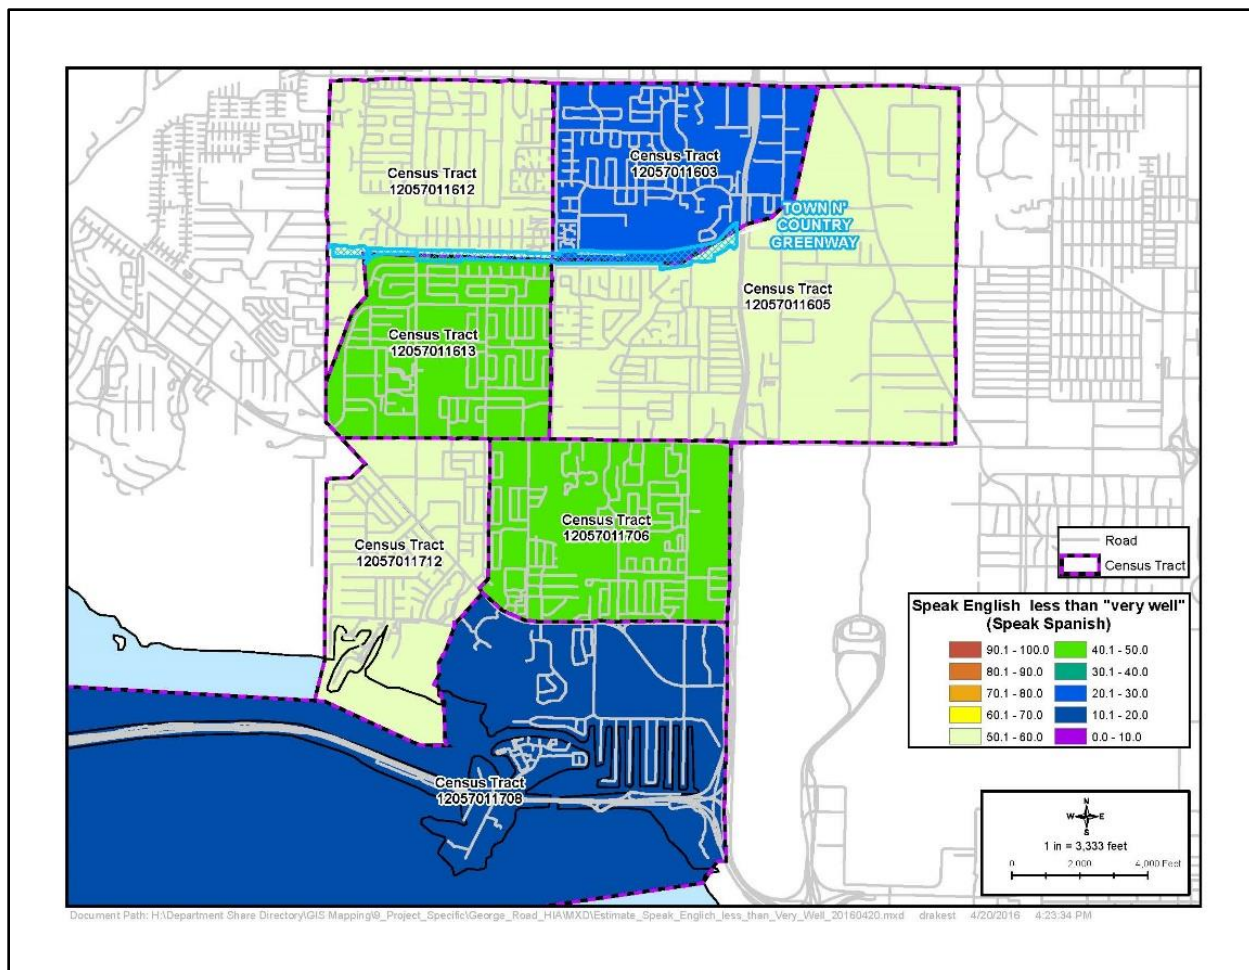 Census Tract
12057011612
Census Tract
12057011603
TOWN N'
COUNTRY
GREENWAY
Census Tract
12057011605
Census Tract
12057011613
Census Tract
12057011706
Census Tract
12057011712
Census Tract
12057011708
Road
Census Tract
Speak English less than "very well"
(Speak Spanish)
90.1 - 100.0
40.1 - 50.0
80.1 - 90.0
30.1 - 40.0
70.1 - 80.0
20.1 - 30.0
60.1 - 70.0
10.1 - 20.0
50.1 - 60.0
0.0 - 10.0
N
W E
S
1 in = 3,333 feet
0 2,000 4,000 Feet
Document Path: H:\Department Share Directory\GIS Mapping\9_Project_Specific\George_Road_HIA\MXD\Estimate_Speak_Englich_less_than_Very_Well_20160420.mxd drakest 4/20/2016 4:23:34 PM